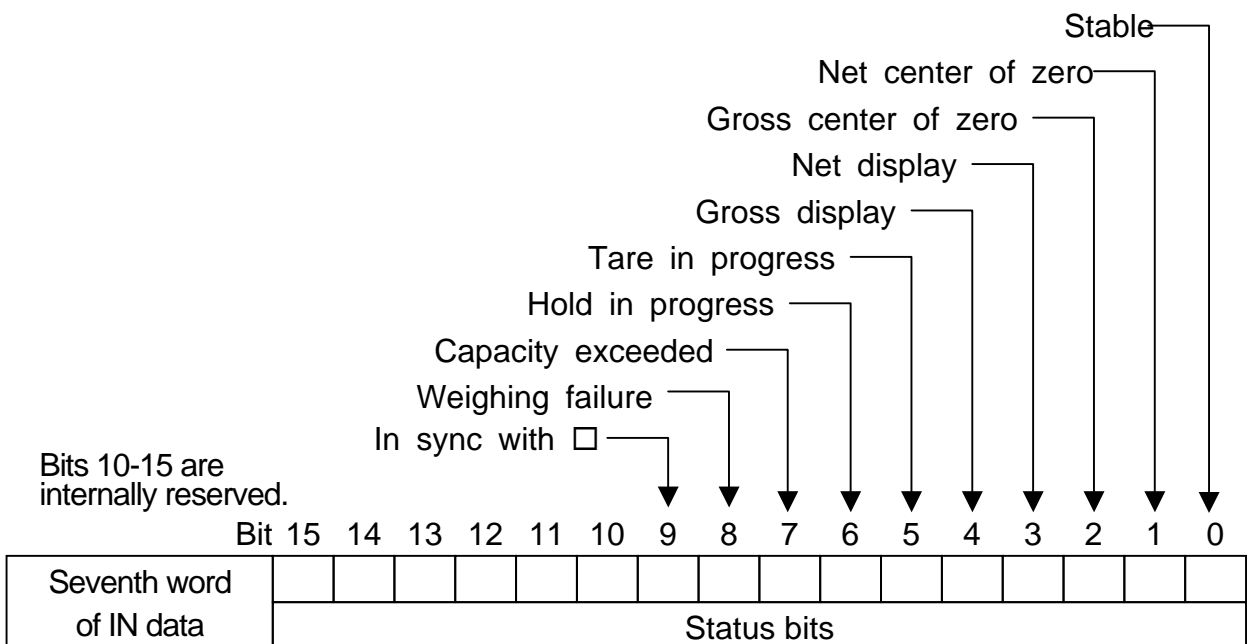 Stable
Net center of zero
Gross center of zero
Net display
Gross display
Tare in progress
Hold in progress
Capacity exceeded
Weighing failure
In sync with □
Bits 10-15 are
internally reserved.
Bit 15 14 13 12 11 10 9 8 7 6 5 4 3 2 1 0
Seventh word
of IN data
Status bits